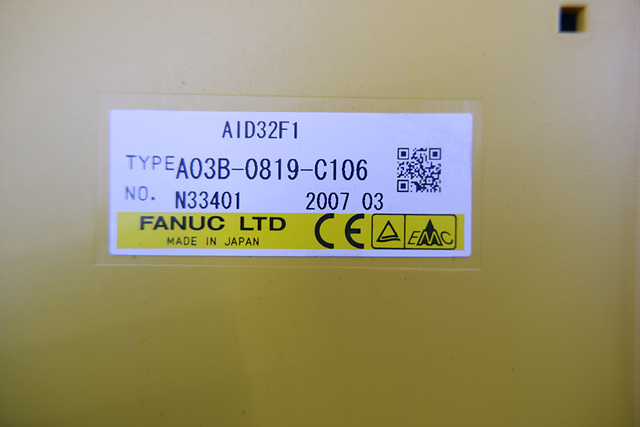 AID32F1
TYPE A03B-0819-C106
NO. N33401 2007 03
FANUC LTD
MADE IN JAPAN
CE
EMC